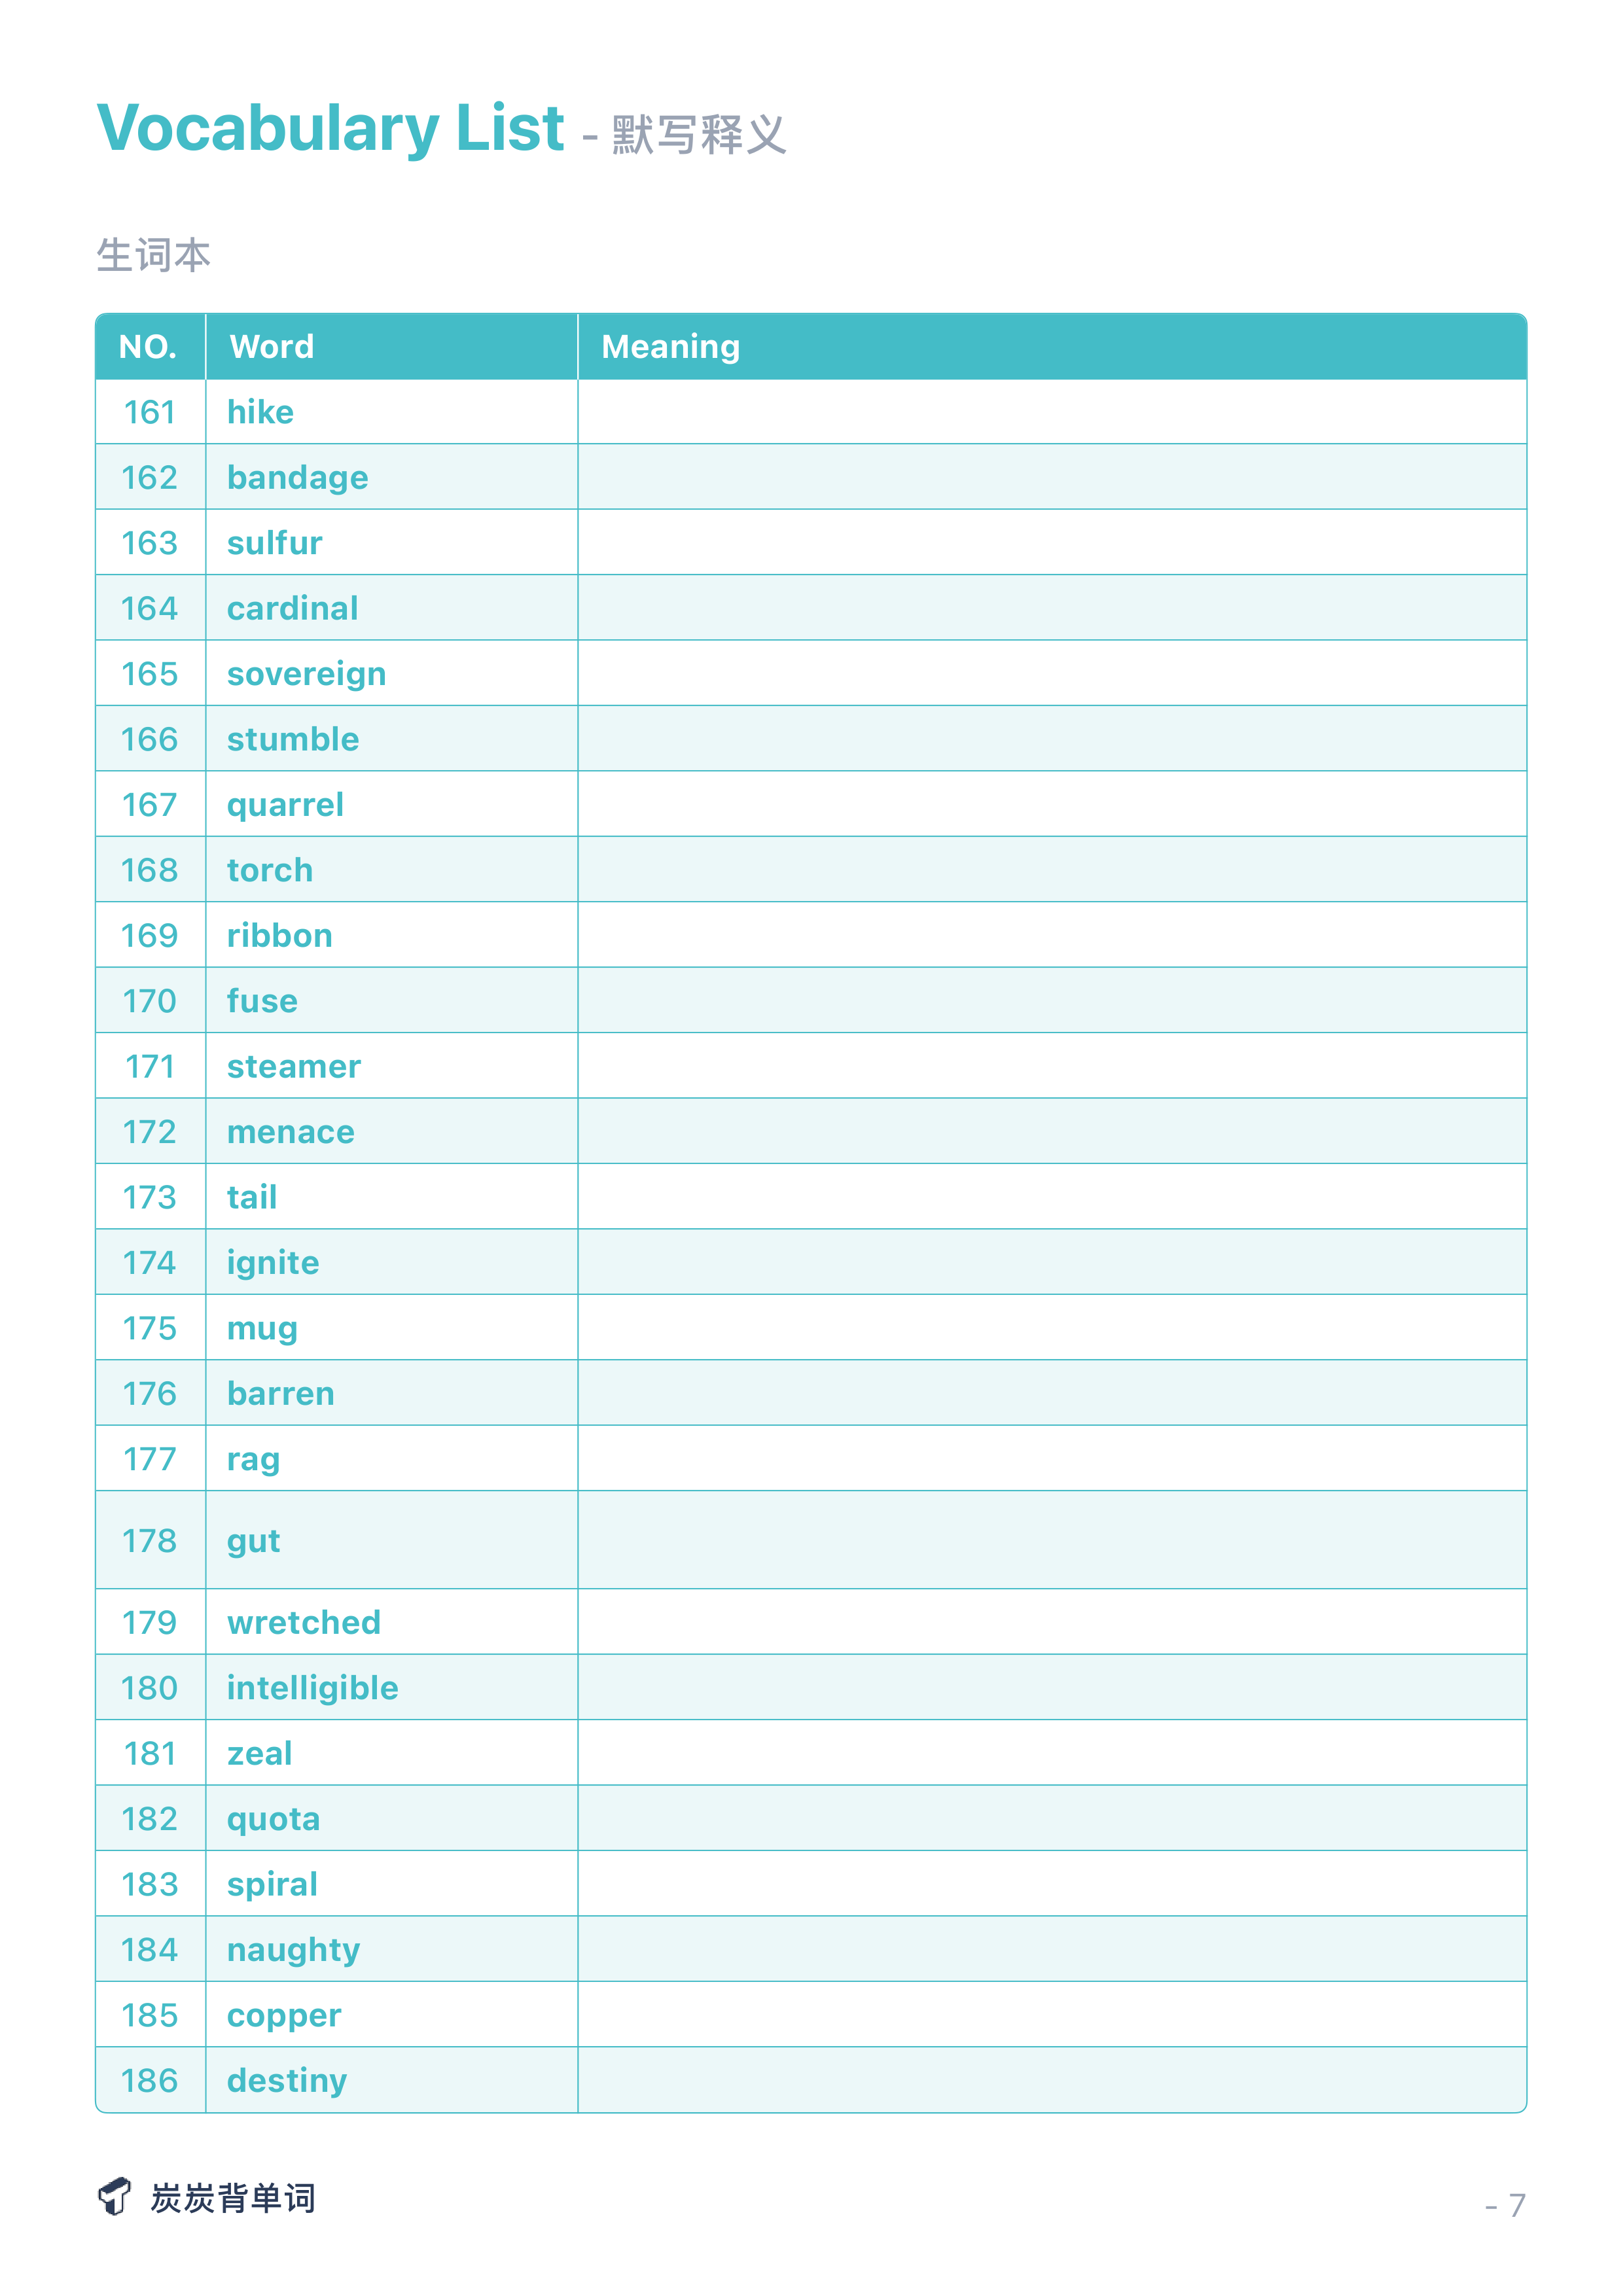 Vocabulary List - 默写释义
生词本
NO. Word Meaning
161 hike
162 bandage
163 sulfur
164 cardinal
165 sovereign
166 stumble
167 quarrel
168 torch
169 ribbon
170 fuse
171 steamer
172 menace
173 tail
174 ignite
175 mug
176 barren
177 rag
178 gut
179 wretched
180 intelligible
181 zeal
182 quota
183 spiral
184 naughty
185 copper
186 destiny
炭炭背单词
- 7